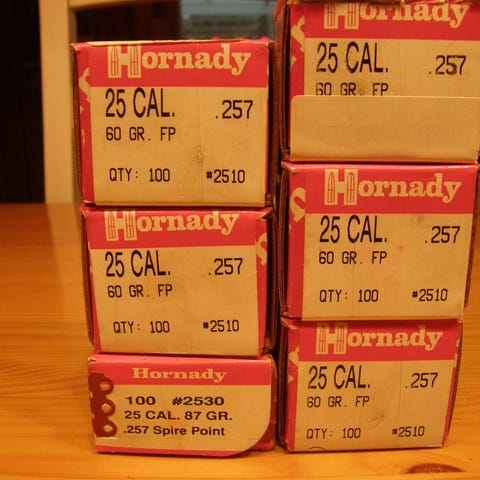 Hornady
25 CAL. .257
60 GR. FP
QTY: 100 #2510
Hornady
25 CAL. .257
60 GR. FP
QTY: 100 #2510
Hornady
100 #2530
25 CAL. 87 GR.
.257 Spire Point
Hornady
25 CAL. .257
60 GR. FP
Hornady
25 CAL. .257
60 GR. FP
QTY: 100 #2510
Hornady
25 CAL. .257
60 GR. FP
QTY: 100 #2510